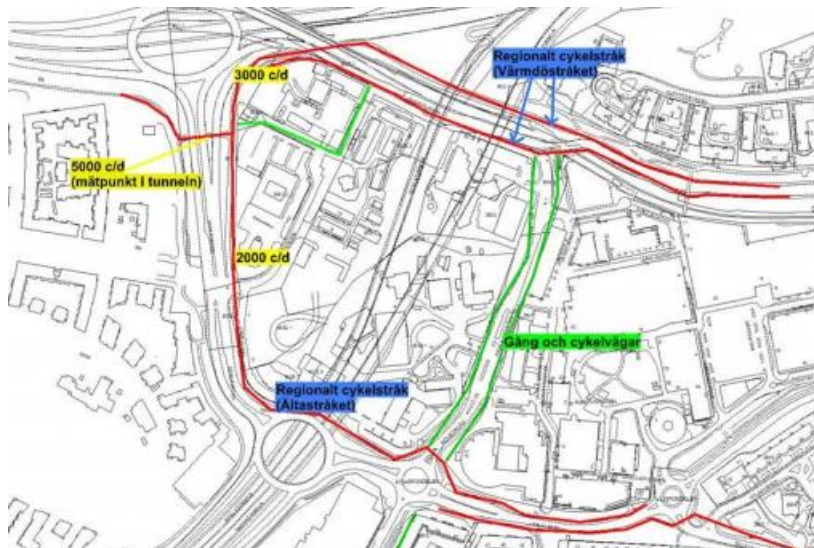 Regionalt cykelstråk
(Värmdöstråket)
3000 c/d
5000 c/d
(mätpunkt i tunneln)
2000 c/d
Gång och cykelvägar
Regionalt cykelstråk
(Ältastråket)